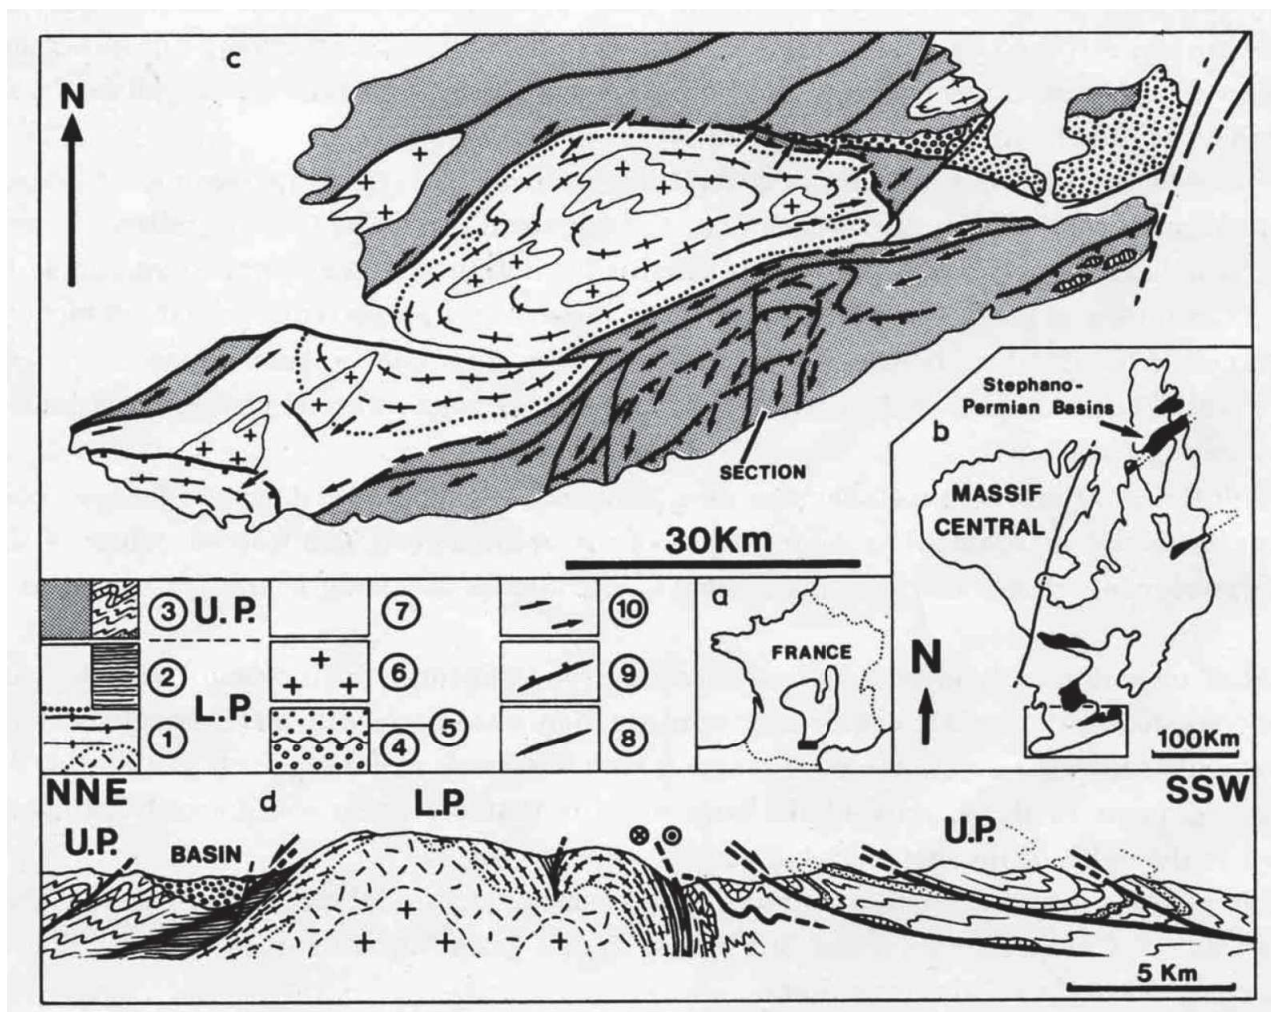 c
N
SECTION
30Km
Stephano-
Permian Basins
b
MASSIF
CENTRAL
N
100Km
a
FRANCE
3 U.P.
2
L.P.
1
7
6
5
4
10
9
8
NNE
d
L.P.
SSW
U.P.
BASIN
U.P.
5 Km